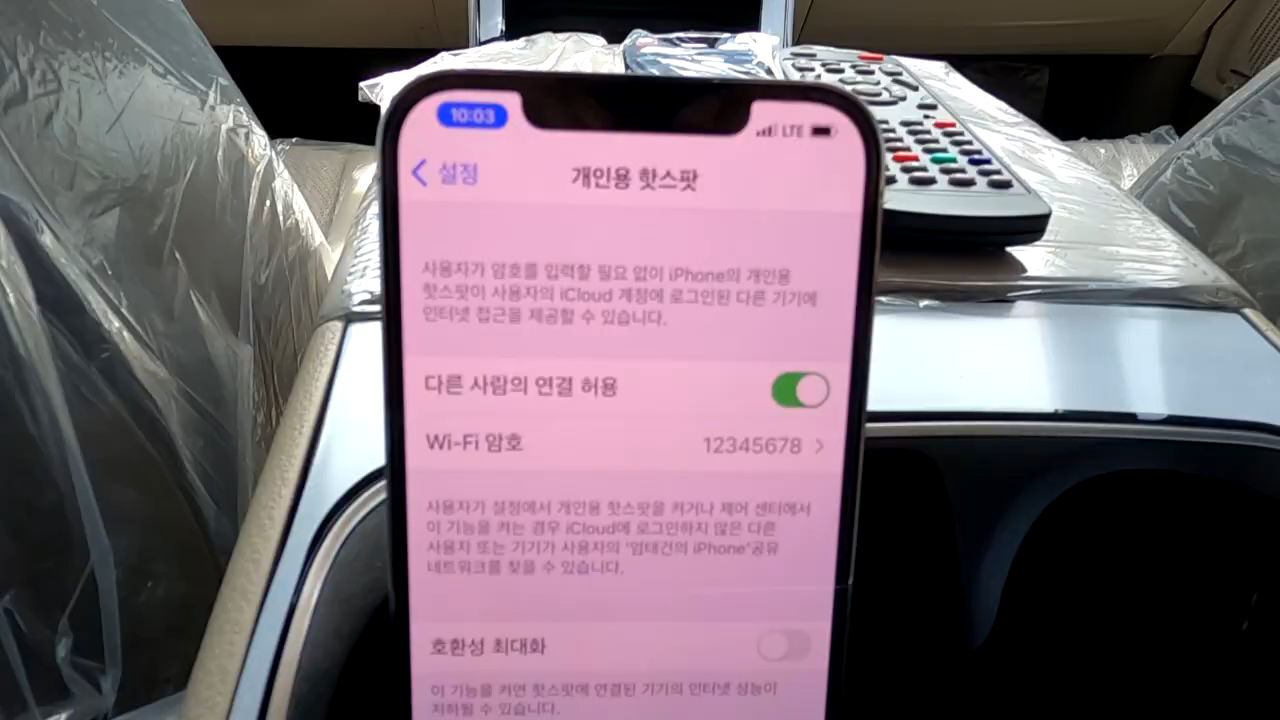 10:03
LTE
설정
개인용 핫스팟
사용자가 암호를 입력할 필요 없이 iPhone의 개인용
핫스팟이 사용자의 iCloud 계정에 로그인된 다른 기기에
인터넷 접근을 제공할 수 있습니다.
다른 사람의 연결 허용
Wi-Fi 암호 12345678
사용자가 설정에서 개인용 핫스팟을 켜거나 제어 센터에서
이 기능을 켜는 경우 iCloud에 로그인하지 않은 다른
사용자 또는 기기가 사용자의 "엄태건의 iPhone"공유
네트워크를 찾을 수 있습니다.
호환성 최대화
이 기능을 켜면 핫스팟에 연결된 기기의 인터넷 성능이
저하될 수 있습니다.